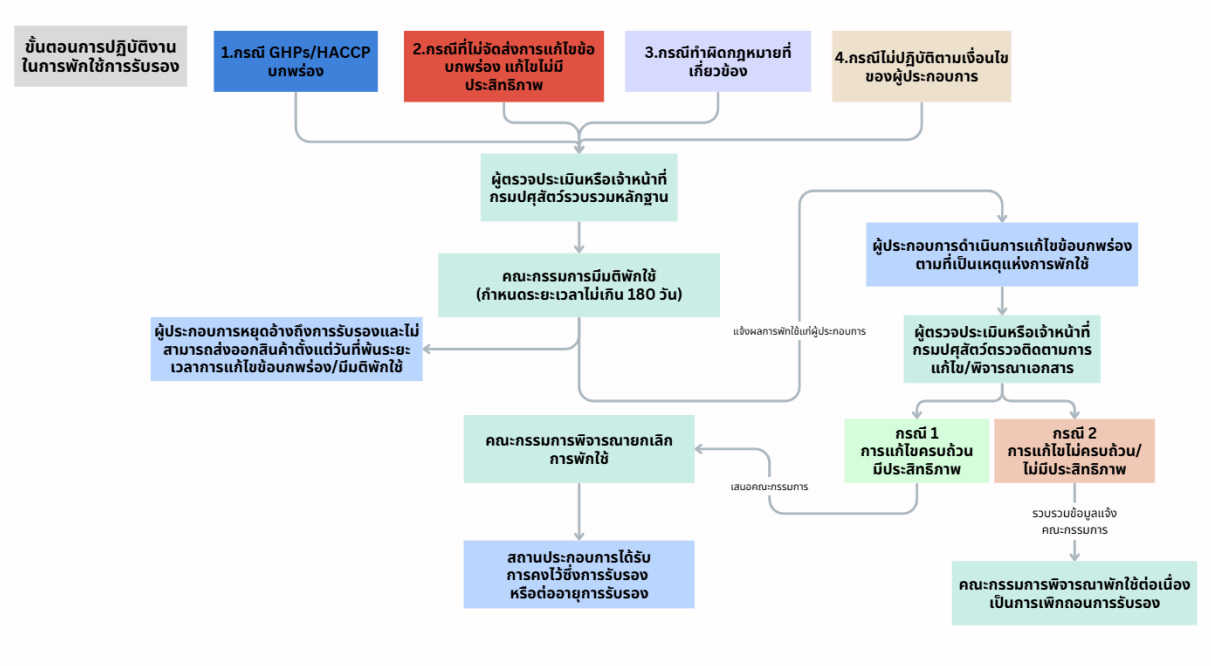 ขั้นตอนการปฏิบัติงาน
ในการพักใช้การรับรอง
1.กรณี GHPs/HACCP
บกพร่อง
2.กรณีที่ไม่จัดส่งการแก้ไขข้อ
บกพร่อง แก้ไขไม่มี
ประสิทธิภาพ
3.กรณีทำผิดกฎหมายที่
เกี่ยวข้อง
4.กรณีไม่ปฏิบัติตามเงื่อนไข
ของผู้ประกอบการ
ผู้ตรวจประเมินหรือเจ้าหน้าที่
กรมปศุสัตว์รวบรวมหลักฐาน
คณะกรรมการมีมติพักใช้
(กำหนดระยะเวลาไม่เกิน 180 วัน)
ผู้ประกอบการหยุดอ้างถึงการรับรองและไม่
สามารถส่งออกสินค้าตั้งแต่วันที่พ้นระยะ
เวลาการแก้ไขข้อบกพร่อง/มีมติพักใช้
แจ้งผลการพักใช้แก่ผู้ประกอบการ
ผู้ประกอบการดำเนินการแก้ไขข้อบกพร่อง
ตามที่เป็นเหตุแห่งการพักใช้
ผู้ตรวจประเมินหรือเจ้าหน้าที่
กรมปศุสัตว์ตรวจติดตามการ
แก้ไข/พิจารณาเอกสาร
กรณี 1
การแก้ไขครบถ้วน
มีประสิทธิภาพ
กรณี 2
การแก้ไขไม่ครบถ้วน/
ไม่มีประสิทธิภาพ
เสนอคณะกรรมการ
คณะกรรมการพิจารณายกเลิก
การพักใช้
สถานประกอบการได้รับ
การคงไว้ซึ่งการรับรอง
หรือต่ออายุการรับรอง
รวบรวมข้อมูลแจ้ง
คณะกรรมการ
คณะกรรมการพิจารณาพักใช้ต่อเนื่อง
เป็นการเพิกถอนการรับรอง